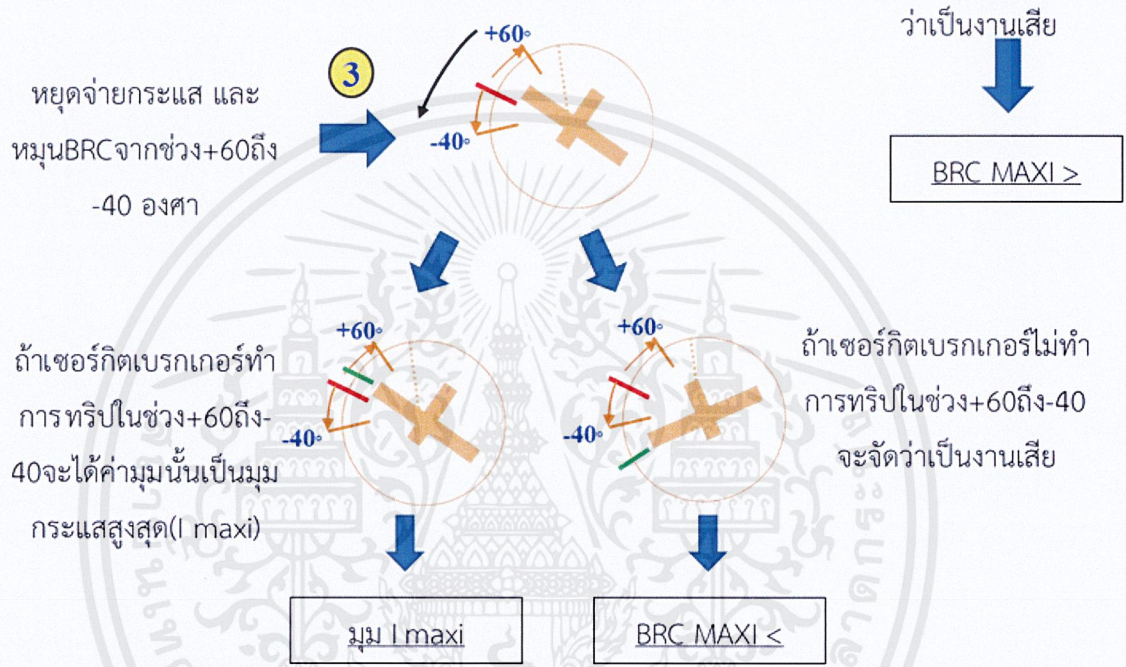 ว่าเป็นงานเสีย
BRC MAXI >
+60°
3
-40°
หยุดจ่ายกระแส และ
หมุนBRCจากช่วง+60ถึง
-40 องศา
+60°
-40°
ถ้าเซอร์กิตเบรกเกอร์ทำ
การทริปในช่วง+60ถึง-
40จะได้ค่ามุมนั้นเป็นมุม
กระแสสูงสุด(I maxi)
+60°
-40°
ถ้าเซอร์กิตเบรกเกอร์ไม่ทำ
การทริปในช่วง+60ถึง-40
จะจัดว่าเป็นงานเสีย
มุม I maxi
BRC MAXI <